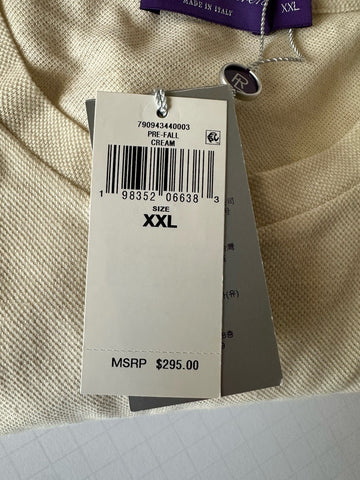 MADE IN ITALY
XXL
790943440003
PRE-FALL
CREAM
1 98352 06638 3
SIZE
XXL
MSRP $295.00